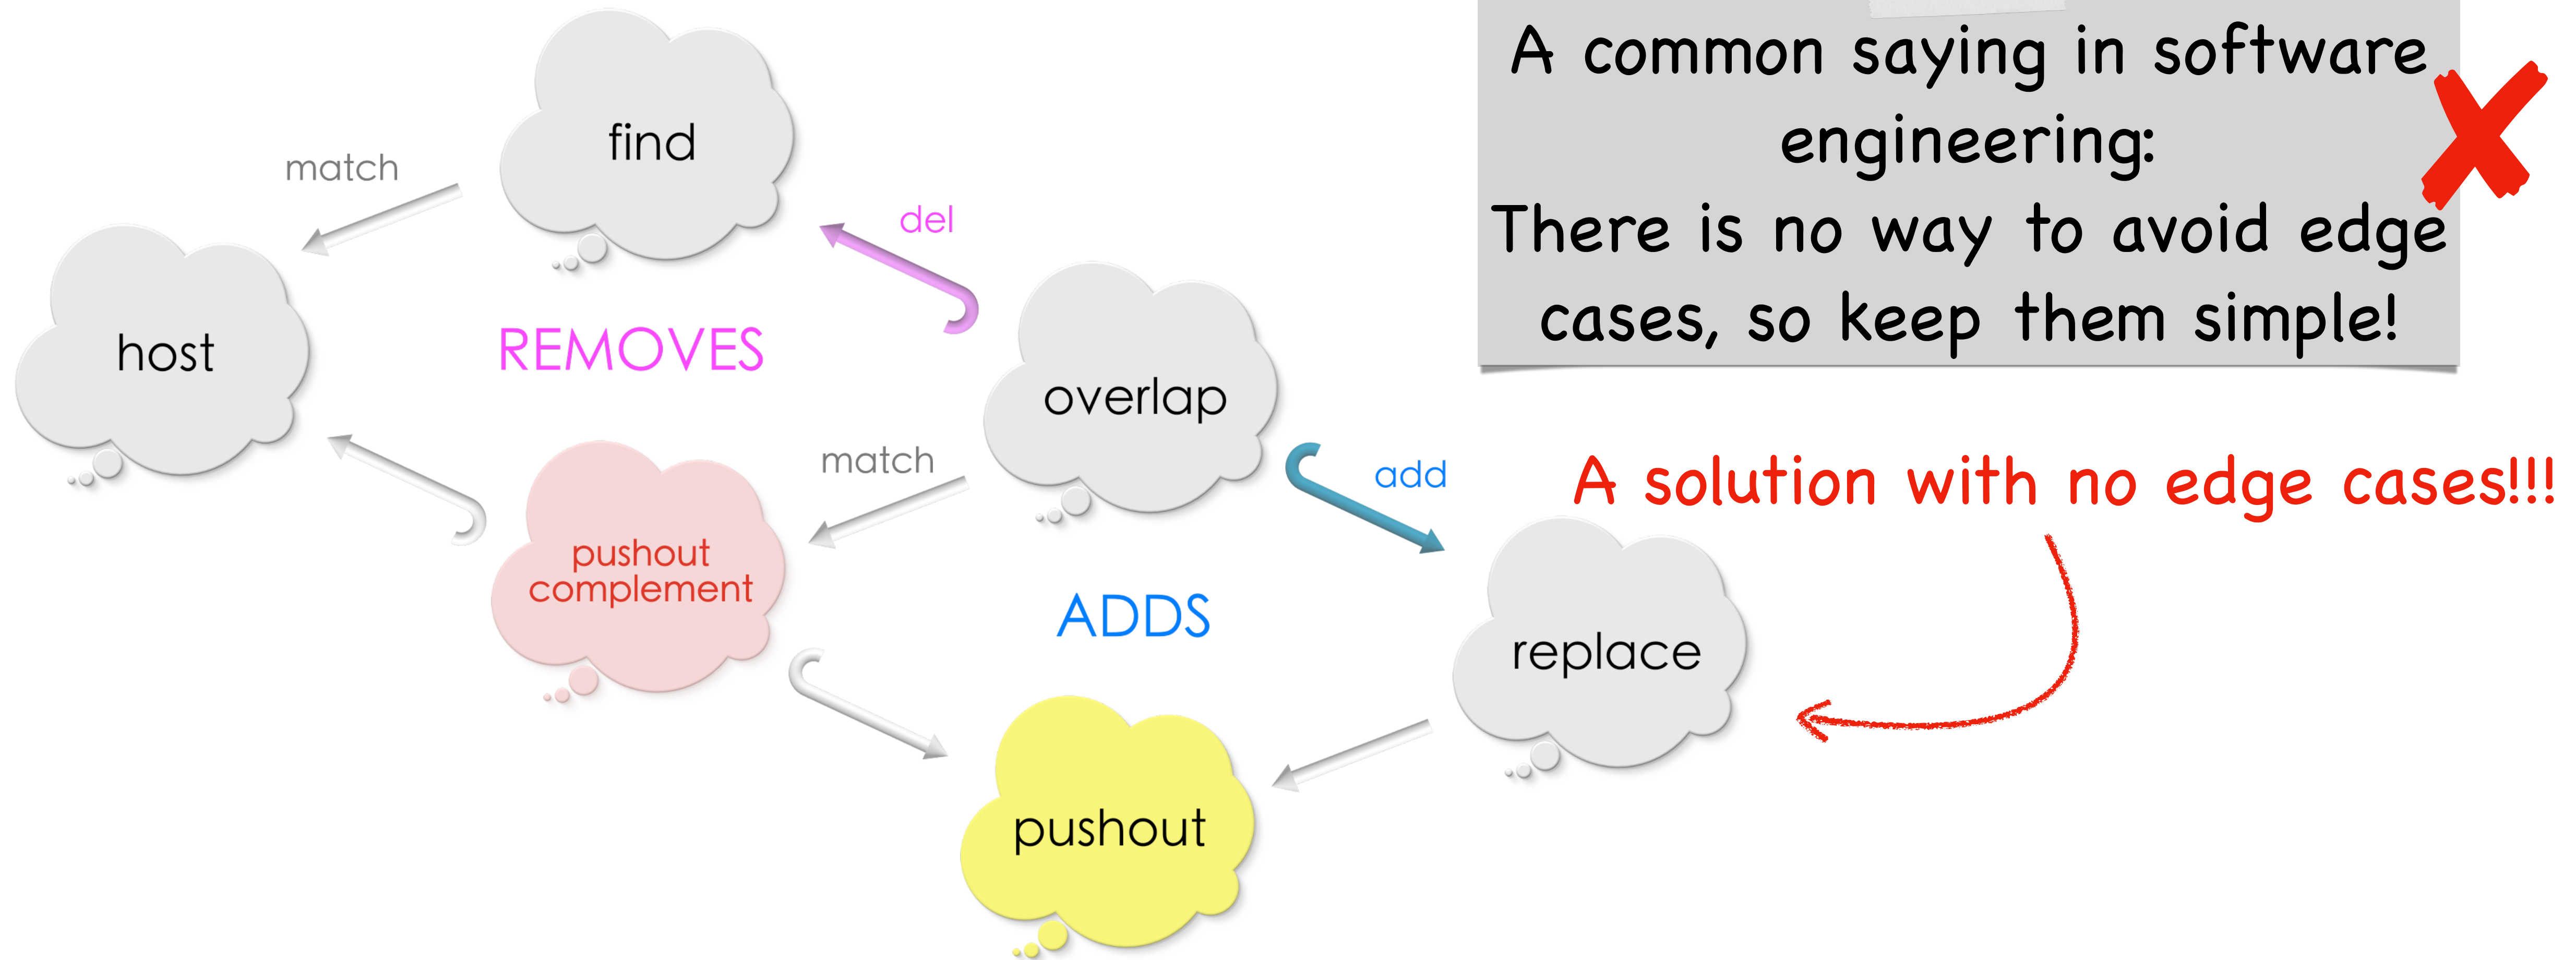 A common saying in software
engineering:
There is no way to avoid edge
cases, so keep them simple!
find
match
del
host
REMOVES
overlap
match
add
A solution with no edge cases!!!
pushout
complement
ADDS
replace
pushout